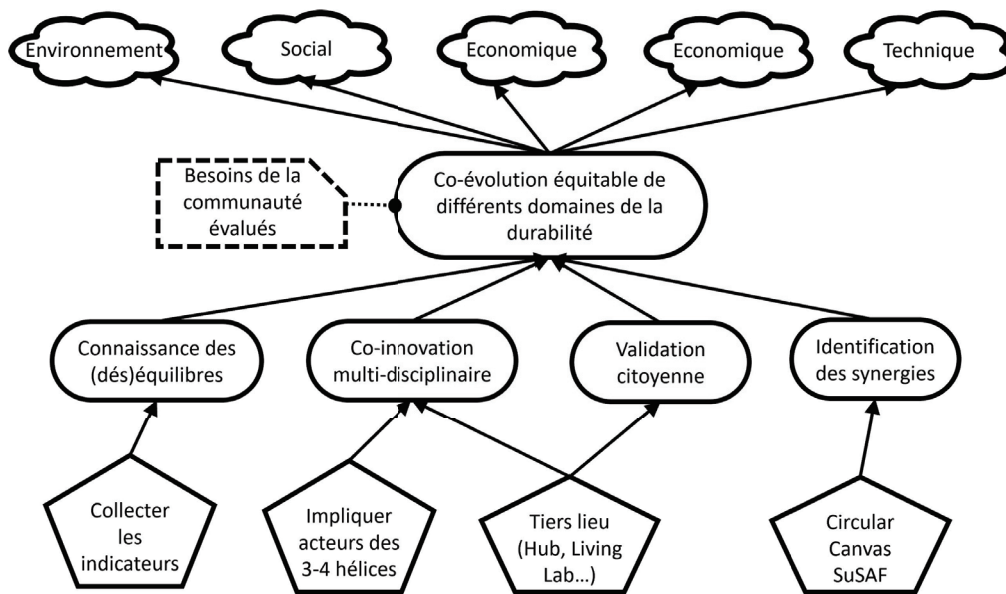 Environnement
Social
Economique
Economique
Technique
Besoins de la
communauté
évalués
Co-évolution équitable de
différents domaines de la
durabilité
Connaissance des
(dés)équilibres
Co-innovation
multi-disciplinaire
Validation
citoyenne
Identification
des synergies
Collecter
les
indicateurs
Impliquer
acteurs des
3-4 hélices
Tiers lieu
(Hub, Living
Lab...)
Circular
Canvas
SuSAF